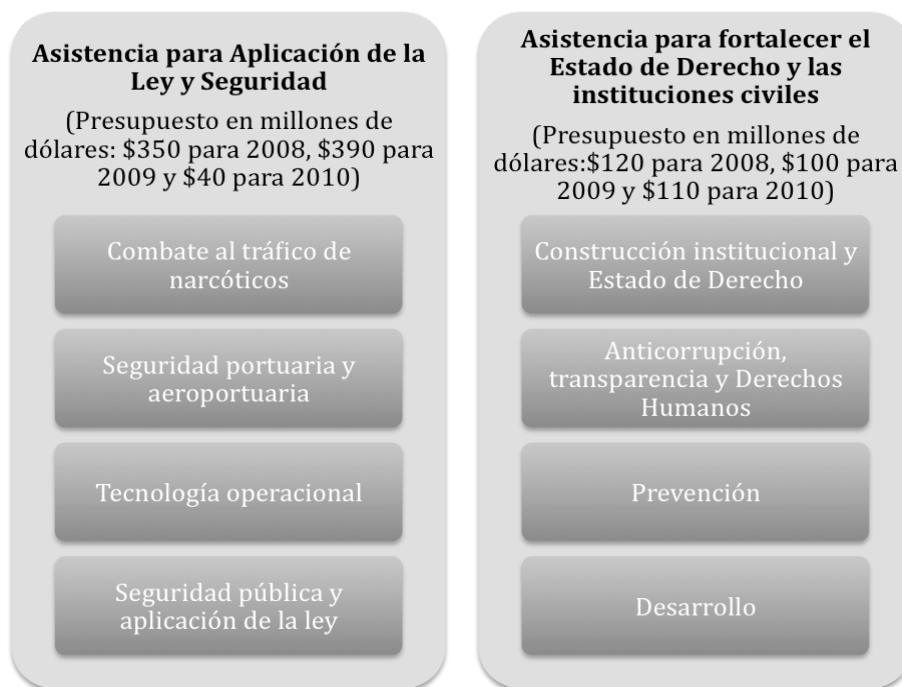 Asistencia para Aplicación de la
Ley y Seguridad
(Presupuesto en millones de
dólares: $350 para 2008, $390 para
2009 y $40 para 2010)
Combate al tráfico de
narcóticos
Seguridad portuaria y
aeroportuaria
Tecnología operacional
Seguridad pública y
aplicación de la ley
Asistencia para fortalecer el
Estado de Derecho y las
instituciones civiles
(Presupuesto en millones de
dólares:$120 para 2008, $100 para
2009 y $110 para 2010)
Construcción institucional y
Estado de Derecho
Anticorrupción,
transparencia y Derechos
Humanos
Prevención
Desarrollo